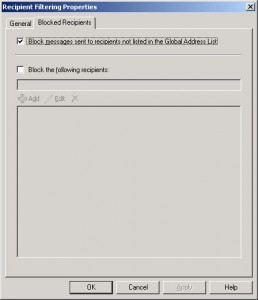 Recipient Filtering Properties
General
Blocked Recipients
Block messages sent to recipients not listed in the Global Address List
Block the following recipients:
Add
Edit
OK
Cancel
Apply
Help